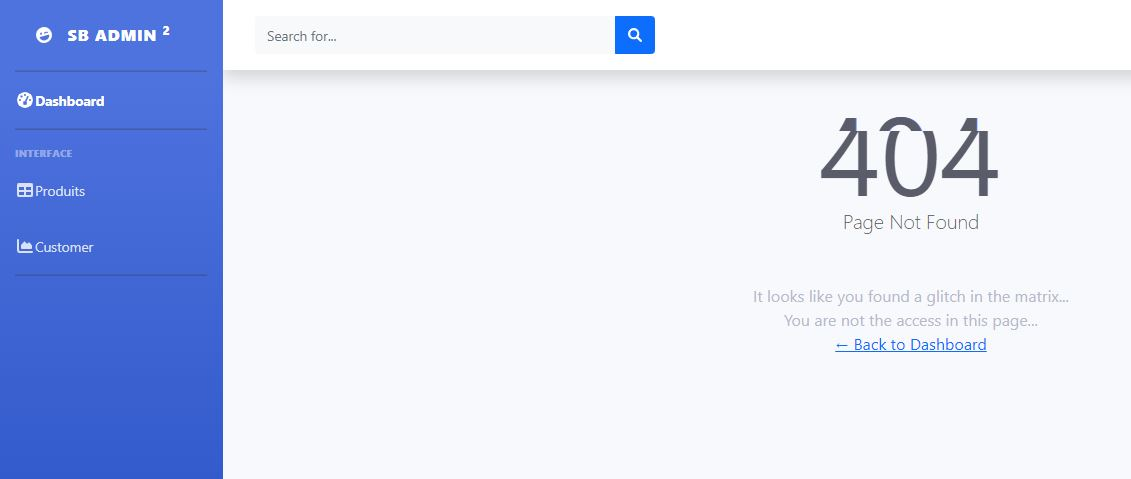 SB ADMIN 2
Search for...
Dashboard
INTERFACE
Produits
Customer
404
Page Not Found
It looks like you found a glitch in the matrix...
You are not the access in this page...
← Back to Dashboard